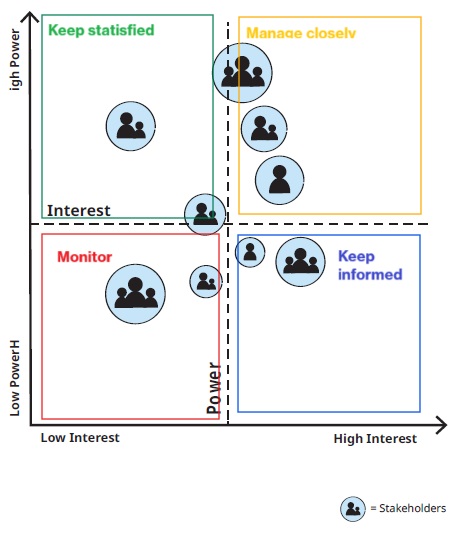 Keep statisfied
Manage closely
igh Power
Interest
Monitor
Keep
informed
Low PowerH
Power
Low Interest
High Interest
= Stakeholders